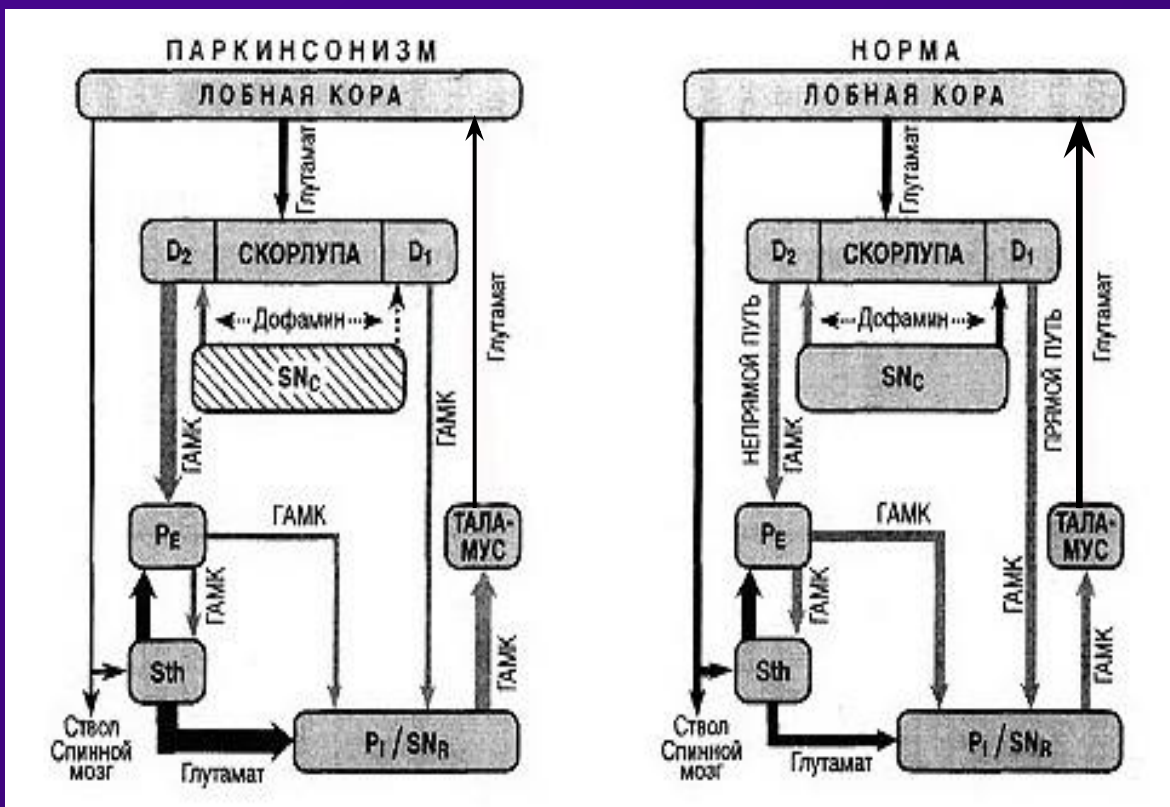 ПАРКИНСОНИЗМ
ЛОБНАЯ КОРА
Глутамат
D2 СКОРЛУПА D1
Дофамин
SNC
Глутамат
ГАМК
ГАМК
ГАМК
PE
ТАЛА-
МУС
ГАМК
ГАМК
Sth
Ствол
Спинной
мозг
Глутамат
PI / SNR
НОРМА
ЛОБНАЯ КОРА
Глутамат
D2 СКОРЛУПА D1
Дофамин
SNC
Глутамат
НЕПРЯМОЙ ПУТЬ
ГАМК
ПРЯМОЙ ПУТЬ
ГАМК
PE
ТАЛА-
МУС
ГАМК
ГАМК
ГАМК
Sth
Ствол
Спинной
мозг
Глутамат
PI / SNR